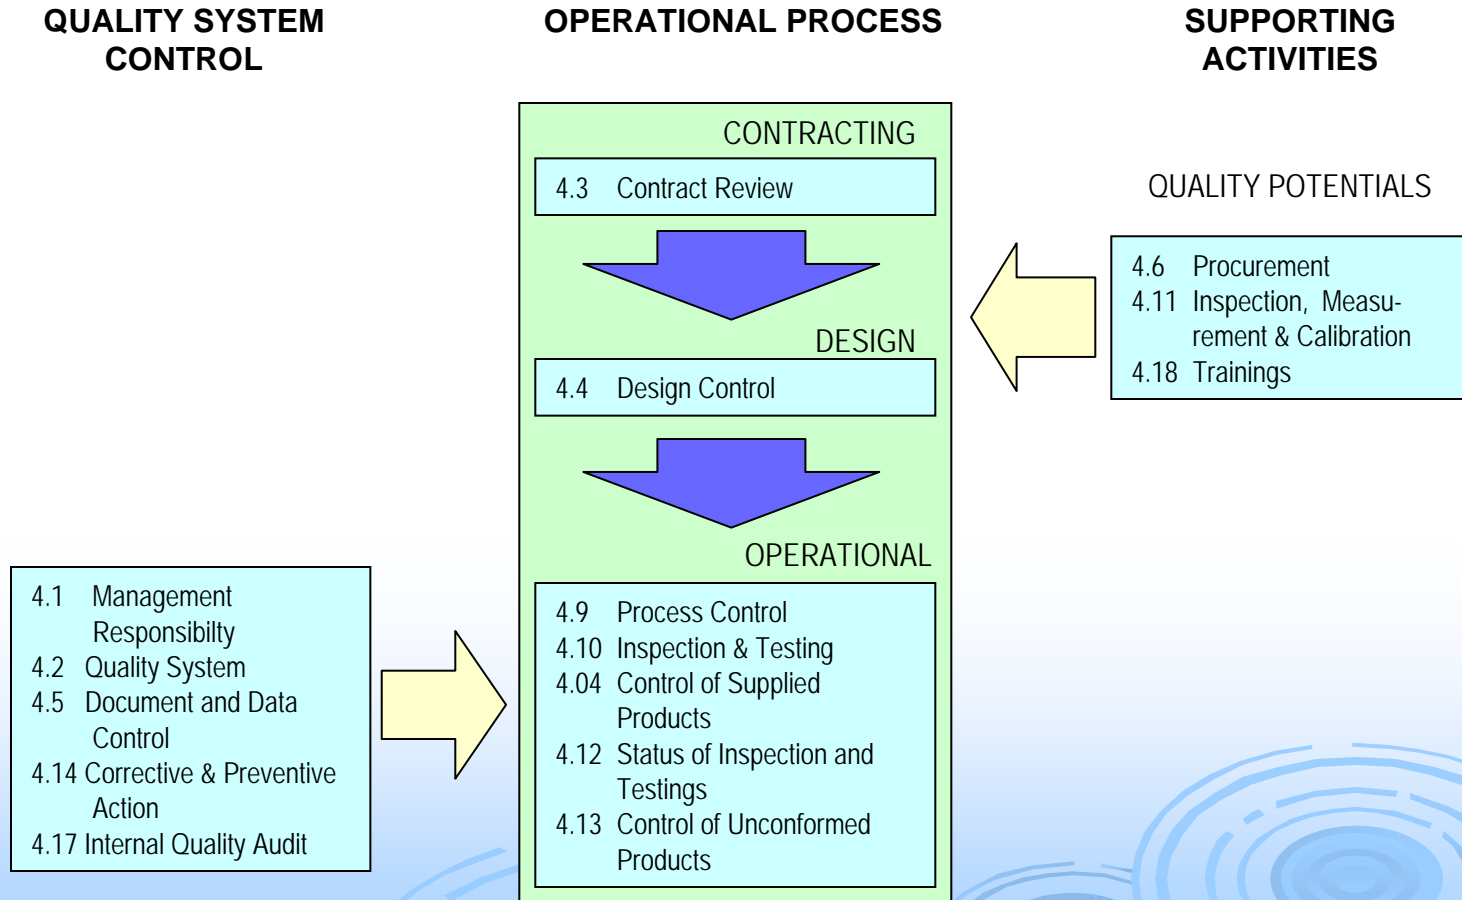 QUALITY SYSTEM
CONTROL
OPERATIONAL PROCESS
SUPPORTING
ACTIVITIES
CONTRACTING
4.3 Contract Review
DESIGN
4.4 Design Control
OPERATIONAL
4.9 Process Control
4.10 Inspection & Testing
4.04 Control of Supplied
Products
4.12 Status of Inspection and
Testings
4.13 Control of Unconformed
Products
QUALITY POTENTIALS
4.6 Procurement
4.11 Inspection, Measu-
rement & Calibration
4.18 Trainings
4.1 Management
Responsibilty
4.2 Quality System
4.5 Document and Data
Control
4.14 Corrective & Preventive
Action
4.17 Internal Quality Audit